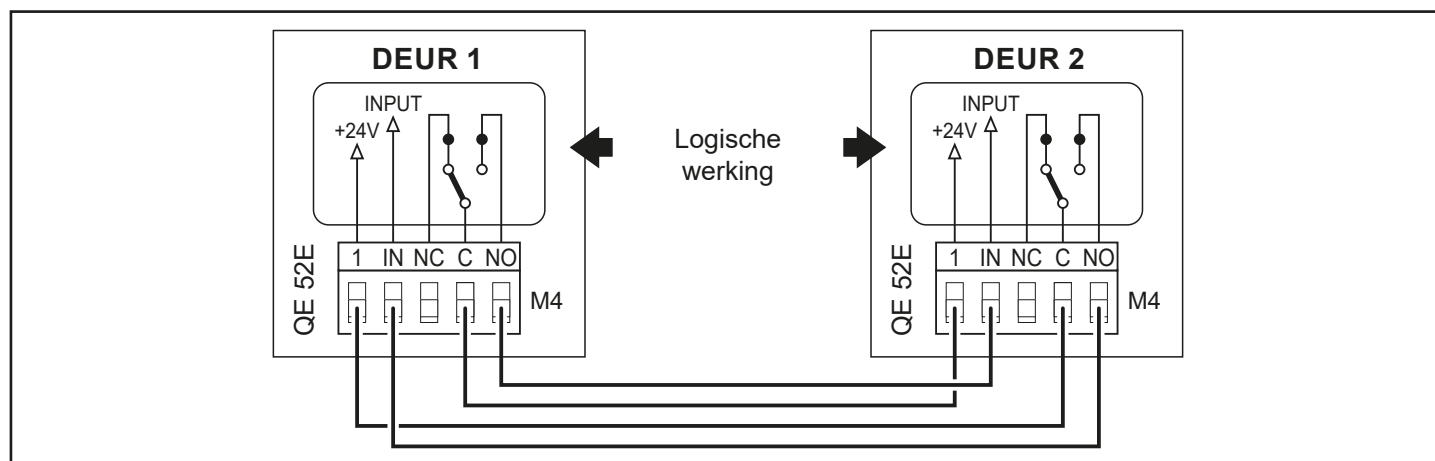 DEUR 1
INPUT
+24V
1 IN NC C NO
QE 52E
M4
Logische
werking
DEUR 2
INPUT
+24V
1 IN NC C NO
QE 52E
M4